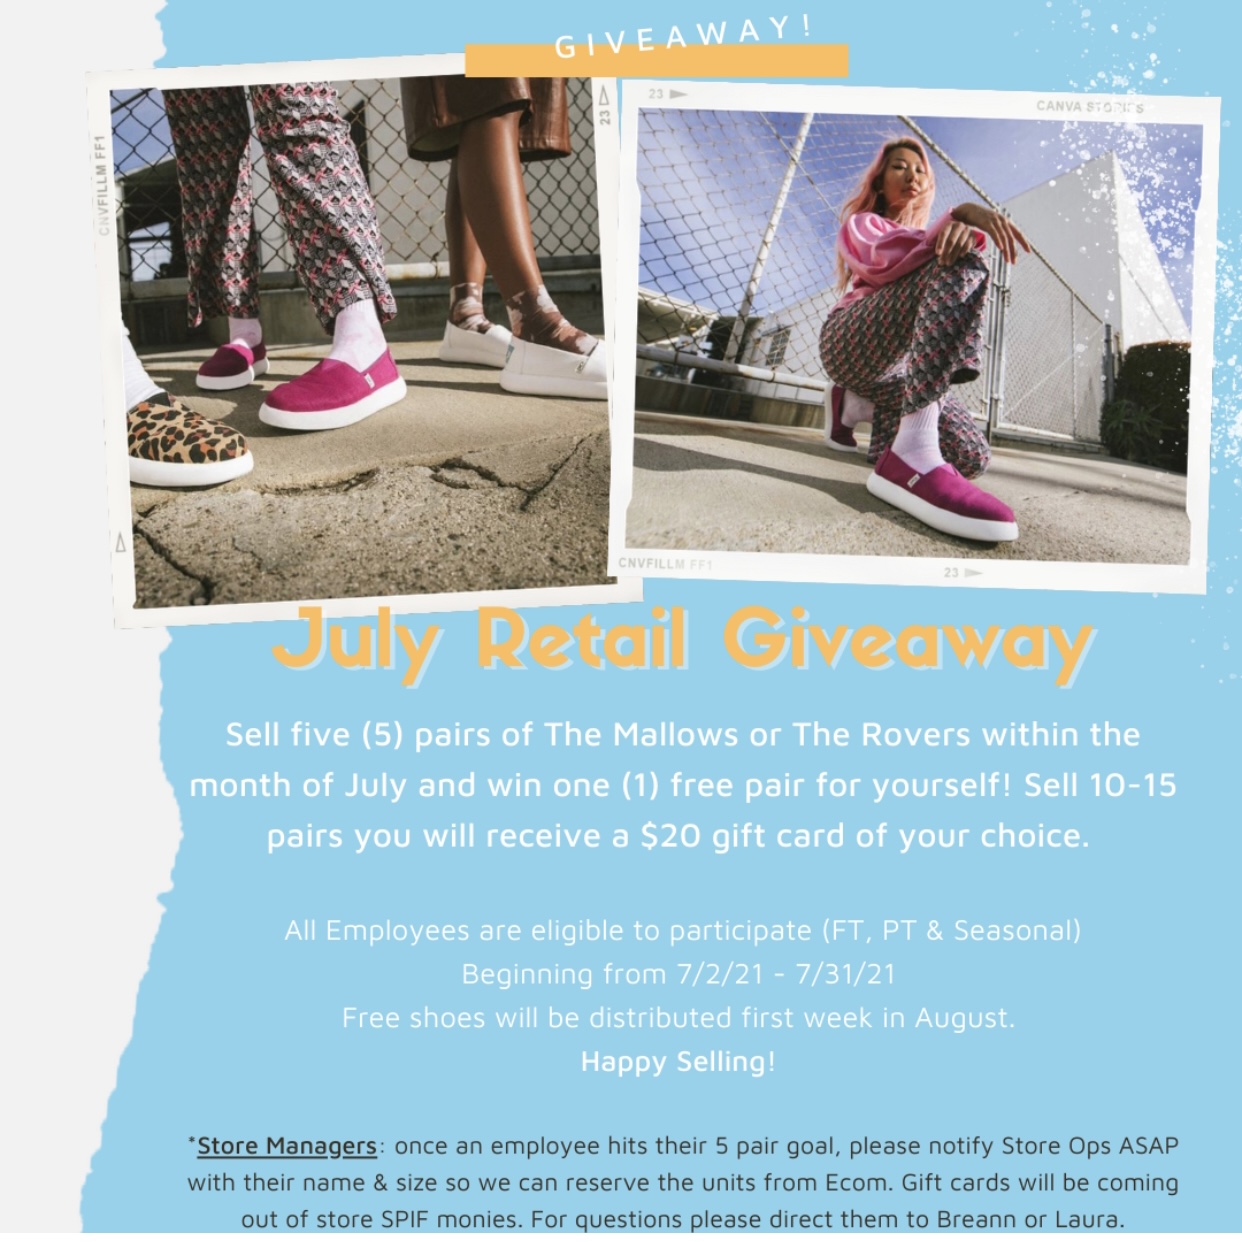 GIVEAWAY!
CNVFILLM FF1
23
23
CANVA STORIES
CNVFILLM FF1
23
July Retail Giveaway
Sell five (5) pairs of The Mallows or The Rovers within the
month of July and win one (1) free pair for yourself! Sell 10-15
pairs you will receive a $20 gift card of your choice.
All Employees are eligible to participate (FT, PT & Seasonal)
Beginning from 7/2/21 - 7/31/21
Free shoes will be distributed first week in August.
Happy Selling!
*Store Managers: once an employee hits their 5 pair goal, please notify Store Ops ASAP
with their name & size so we can reserve the units from Ecom. Gift cards will be coming
out of store SPIF monies. For questions please direct them to Breann or Laura.